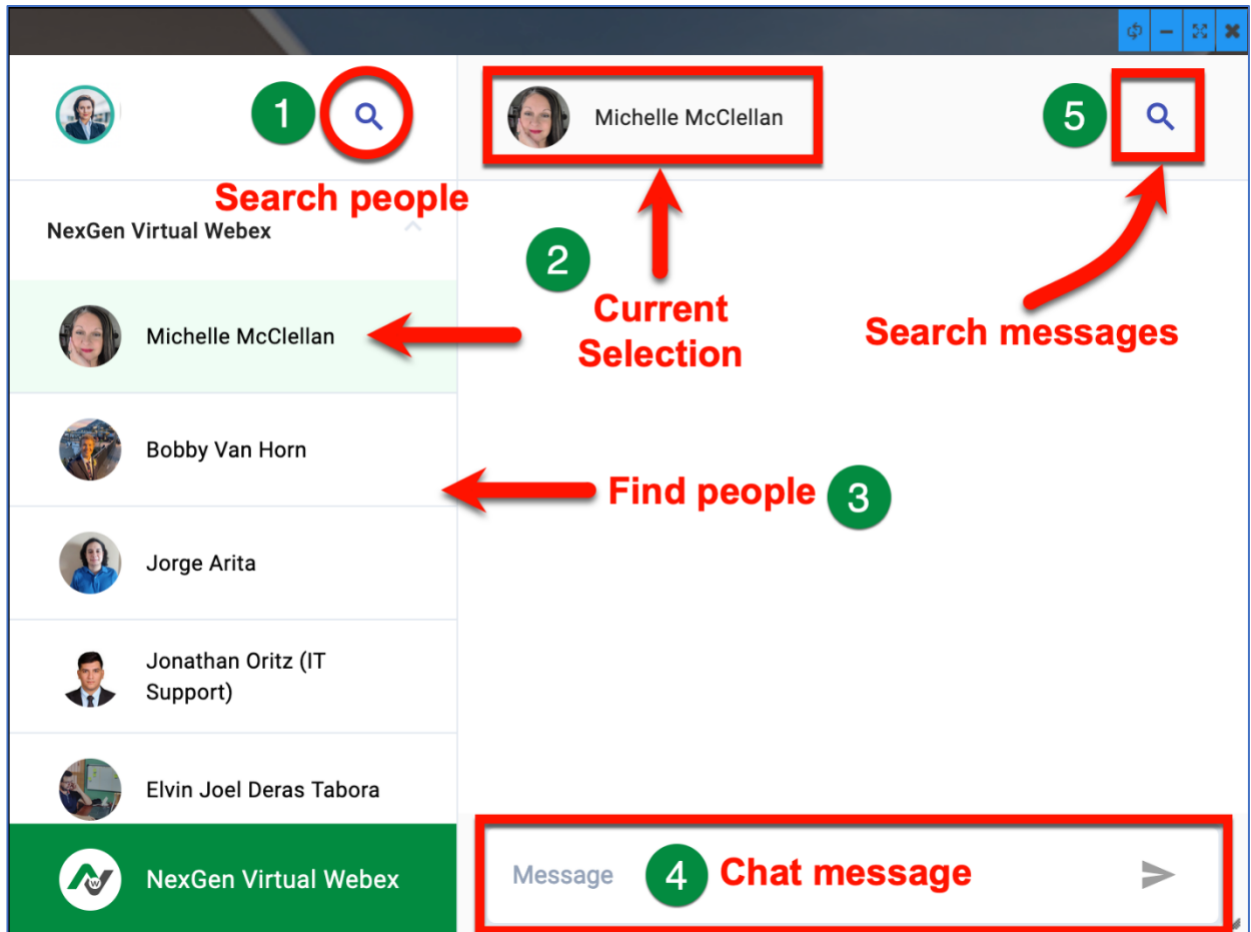 1
Search people
NexGen Virtual Webex
Michelle McClellan
Bobby Van Horn
Jorge Arita
Jonathan Oritz (IT
Support)
Elvin Joel Deras Tabora
NexGen Virtual Webex
Michelle McClellan
5
2
Current
Selection
Search messages
Find people 3
Message 4 Chat message